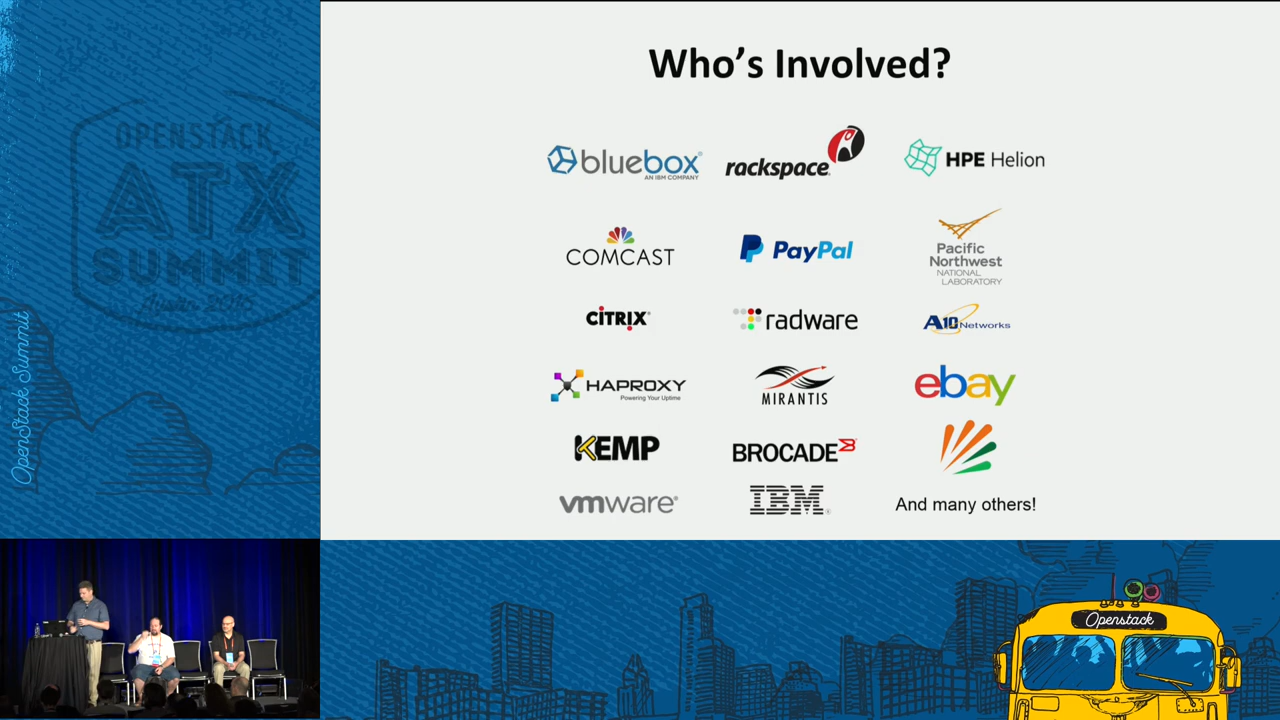 Who's Involved?
bluebox®
AN IBM COMPANY
rackspace
HPE Helion
COMCAST
PayPal
Pacific
Northwest
NATIONAL
LABORATORY
CiTRIX®
radware
A10 Networks
HAPROXY
Powering Your Uptime
MIRANTIS
ebay
KEMP
BROCADE
vmware®
IBM®
And many others!
OPENSTACK
ATX
SUMMIT
OpenStack Summit
Openstack